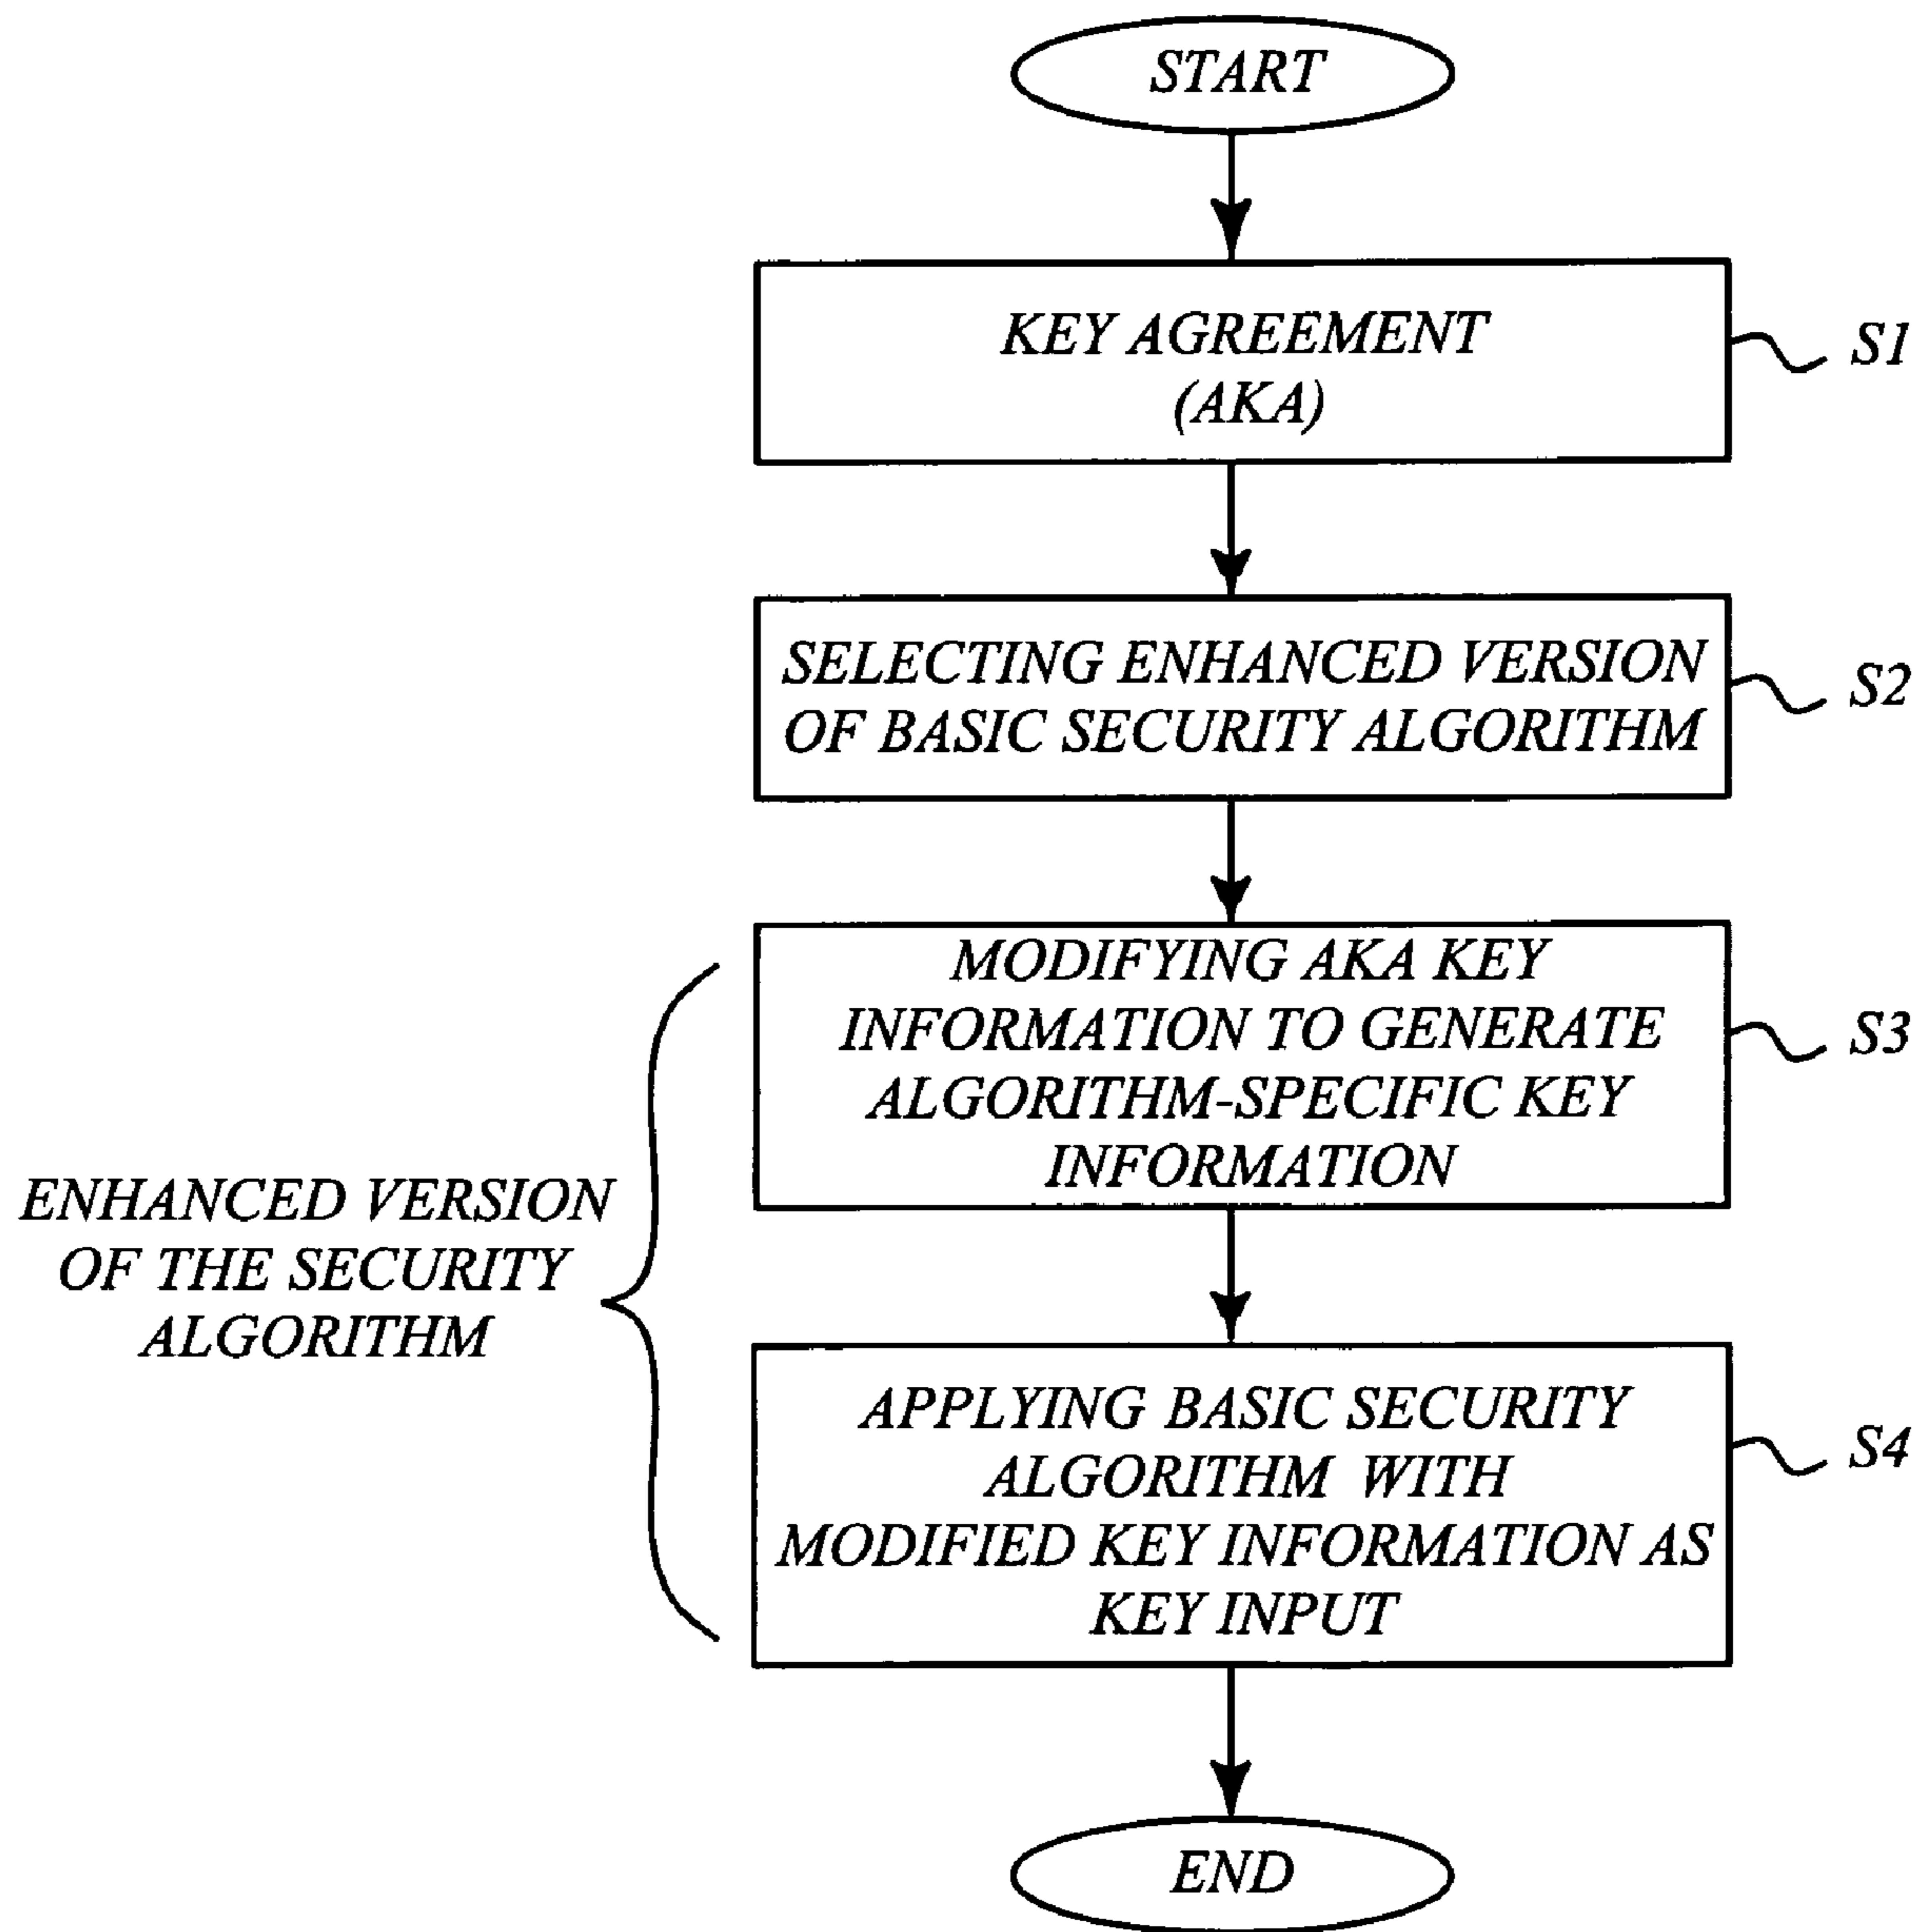 START
KEY AGREEMENT
(AKA)
S1
SELECTING ENHANCED VERSION
OF BASIC SECURITY ALGORITHM
S2
MODIFYING AKA KEY
INFORMATION TO GENERATE
ALGORITHM-SPECIFIC KEY
INFORMATION
S3
ENHANCED VERSION
OF THE SECURITY
ALGORITHM
APPLYING BASIC SECURITY
ALGORITHM WITH
MODIFIED KEY INFORMATION AS
KEY INPUT
S4
END